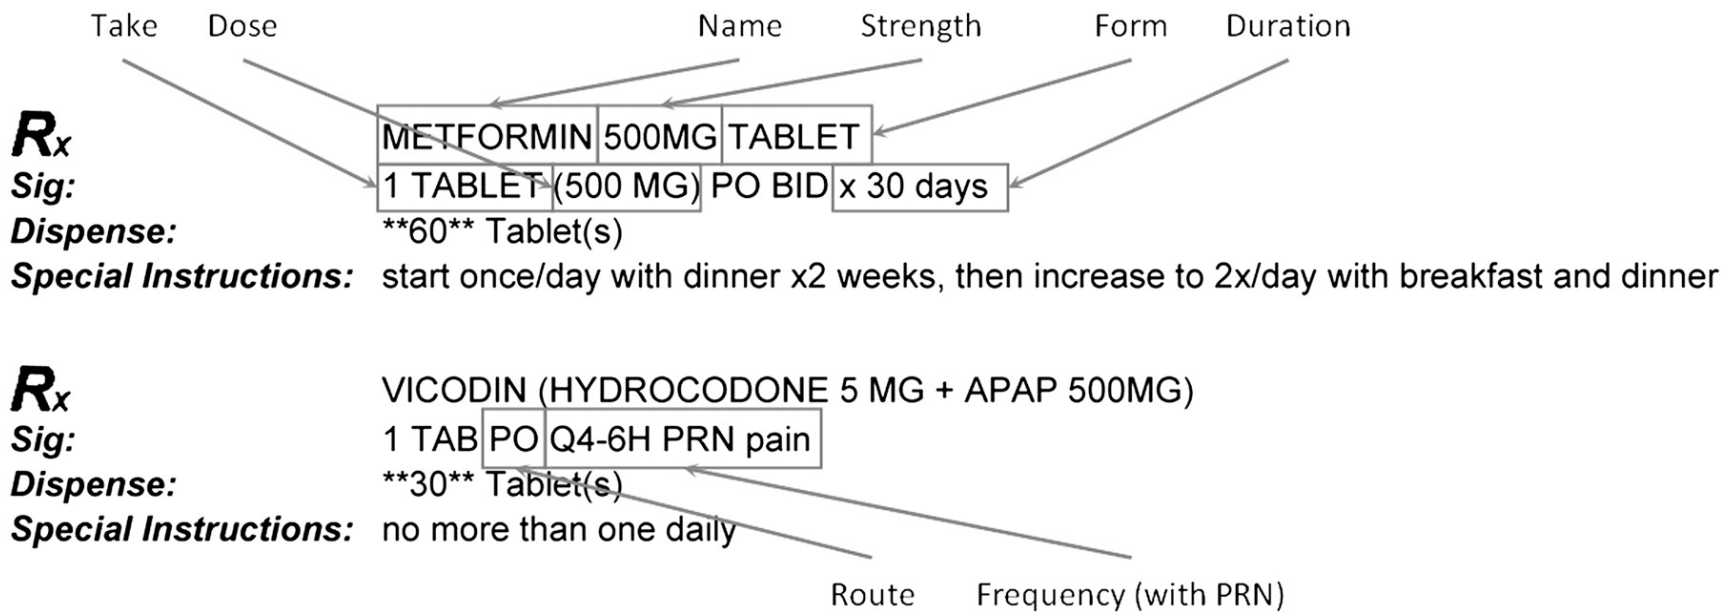 Take Dose Name Strength Form Duration
Rx METFORMIN 500MG TABLET
Sig: 1 TABLET (500 MG) PO BID x 30 days
Dispense: **60** Tablet(s)
Special Instructions: start once/day with dinner x2 weeks, then increase to 2x/day with breakfast and dinner
Rx VICODIN (HYDROCODONE 5 MG + APAP 500MG)
Sig: 1 TAB PO Q4-6H PRN pain
Dispense: **30** Tablet(s)
Special Instructions: no more than one daily
Route Frequency (with PRN)